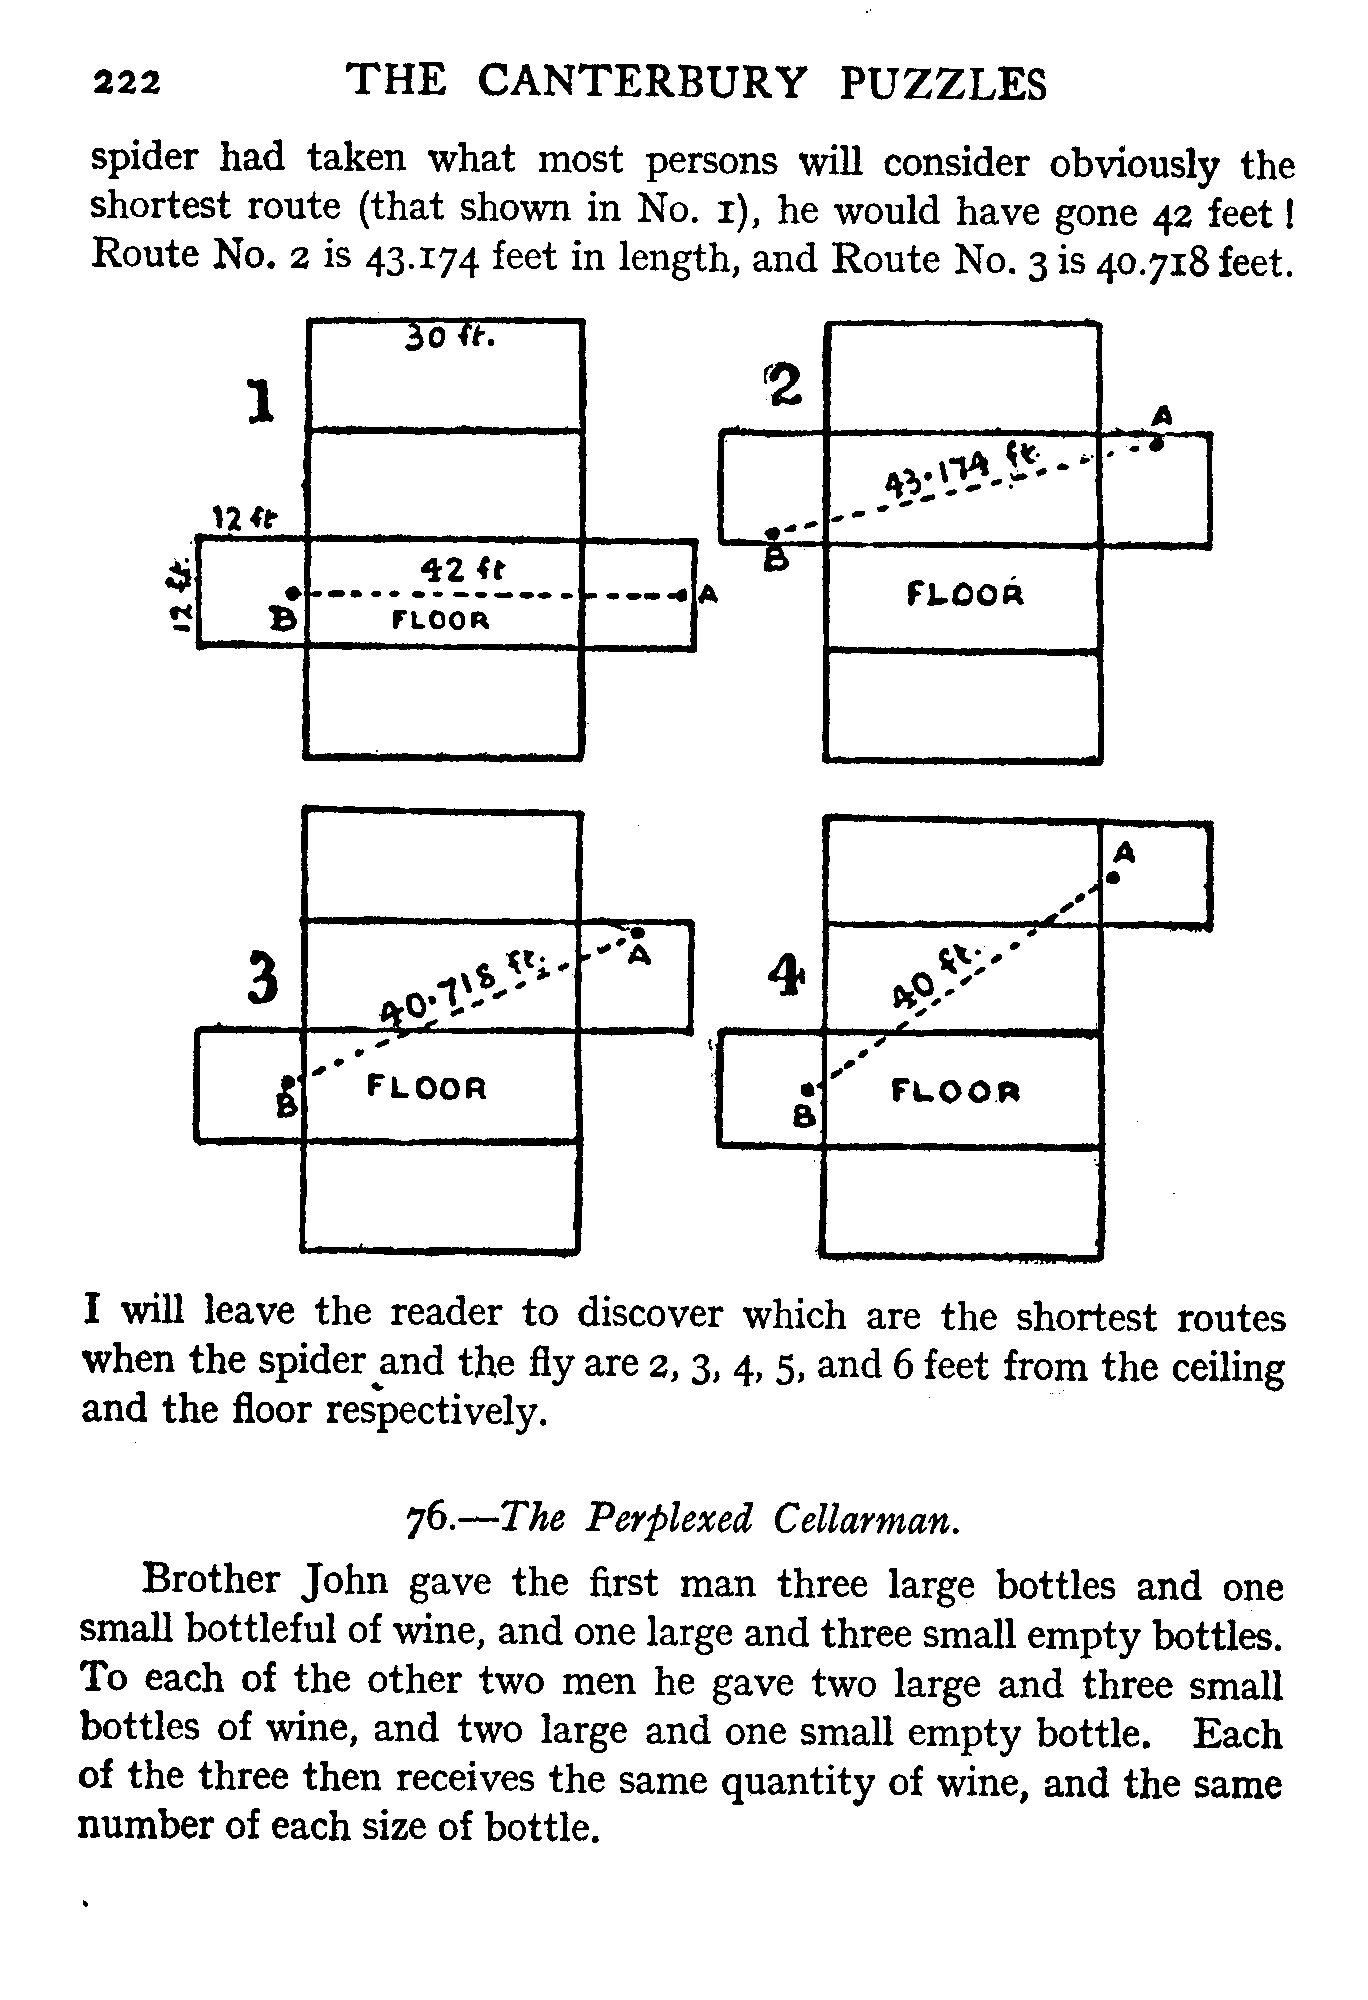 222 THE CANTERBURY PUZZLES
spider had taken what most persons will consider obviously the
shortest route (that shown in No. 1), he would have gone 42 feet!
Route No. 2 is 43.174 feet in length, and Route No. 3 is 40.718 feet.
30 ft.
1
12 ft
12 ft.
42 ft
B
A
FLOOR
2
A
43.174 ft.
B
FLOOR
3
A
40.718 ft.
B
FLOOR
4
A
40 ft.
B
FLOOR
I will leave the reader to discover which are the shortest routes
when the spider and the fly are 2, 3, 4, 5, and 6 feet from the ceiling
and the floor respectively.
76.—The Perplexed Cellarman.
Brother John gave the first man three large bottles and one
small bottleful of wine, and one large and three small empty bottles.
To each of the other two men he gave two large and three small
bottles of wine, and two large and one small empty bottle. Each
of the three then receives the same quantity of wine, and the same
number of each size of bottle.